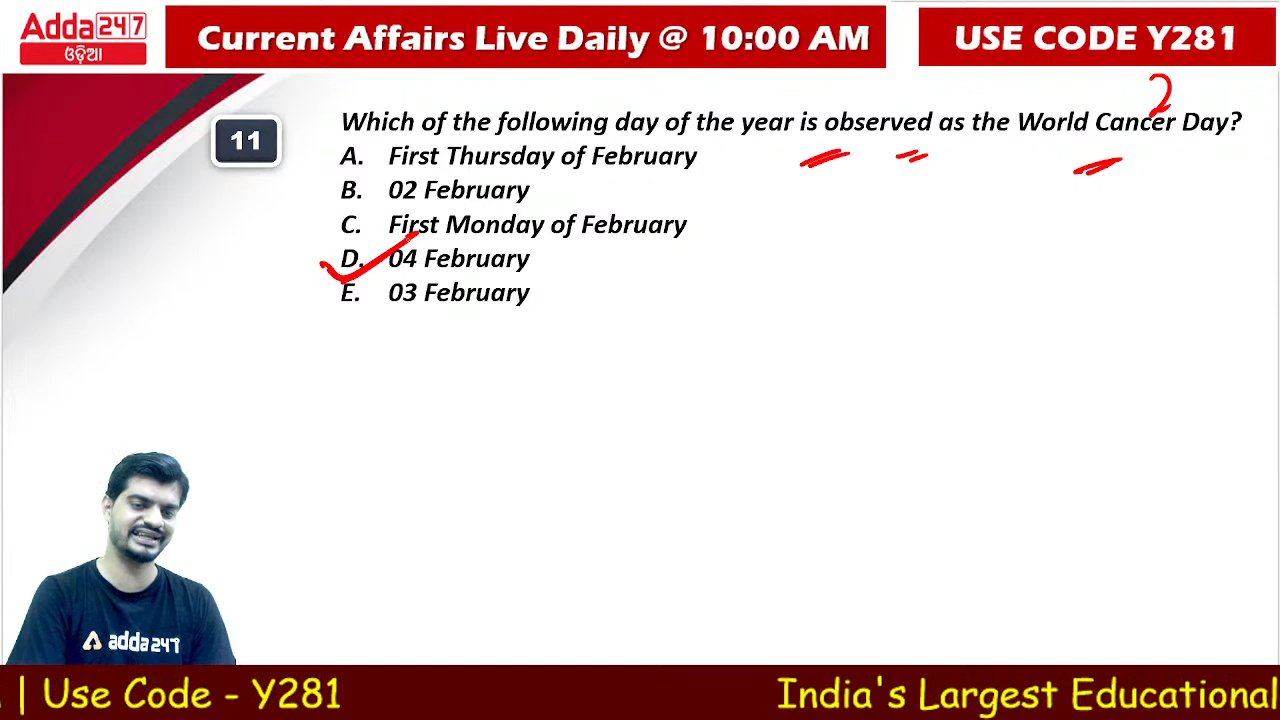 Adda247
ଓଡ଼ିଆ
Current Affairs Live Daily @ 10:00 AM
USE CODE Y281
2
11
Which of the following day of the year is observed as the World Cancer Day?
A. First Thursday of February
B. 02 February
C. First Monday of February
D. 04 February
E. 03 February
adda247
| Use Code - Y281
India's Largest Educational